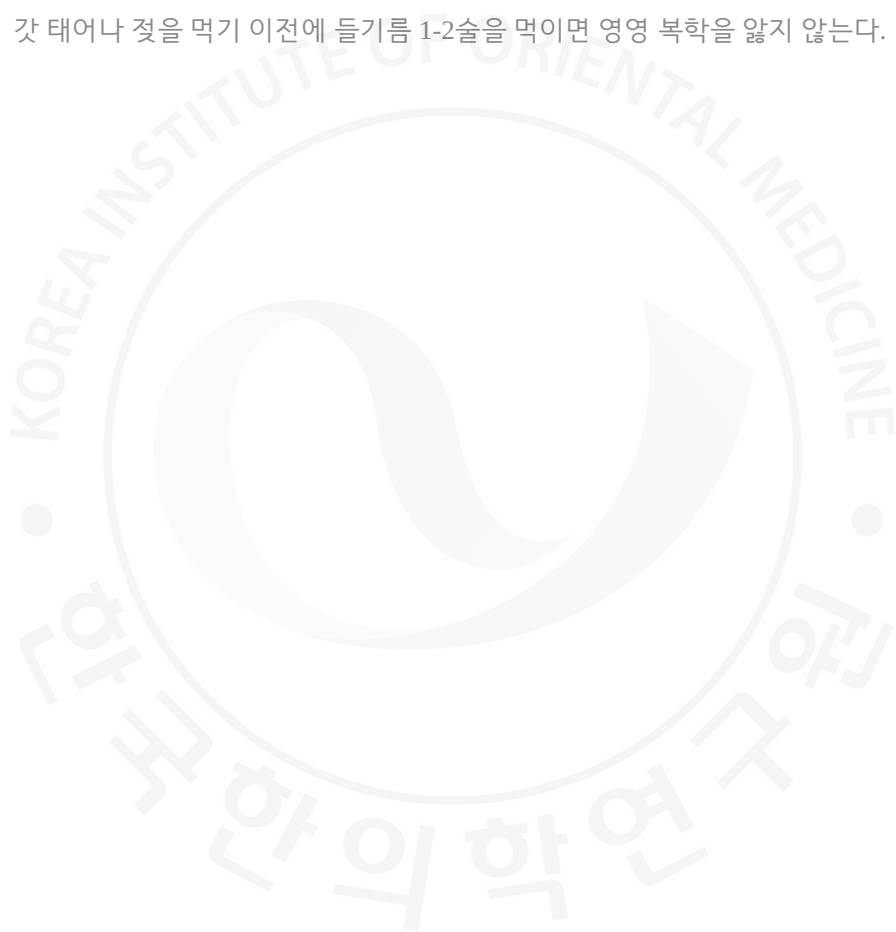 갓 태어나 젖을 먹기 이전에 들기름 1-2술을 먹이면 영영 복학을 앓지 않는다.
KOREA INSTITUTE OF ORIENTAL MEDICINE
한국한의학연구원